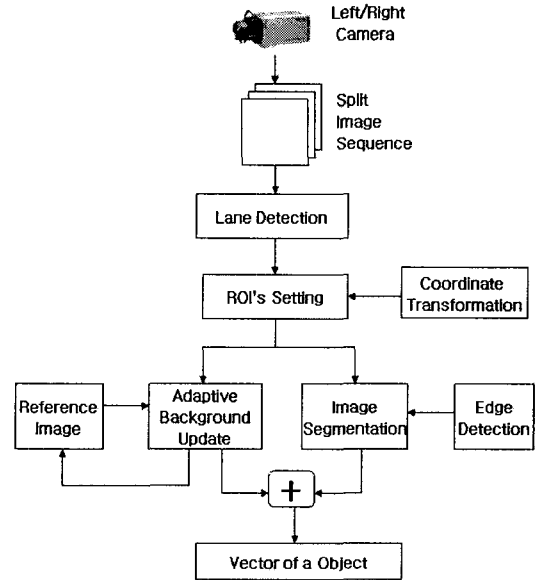 Left/Right
Camera
Split
Image
Sequence
Lane Detection
ROI's Setting
Coordinate
Transformation
Reference
Image
Adaptive
Background
Update
Image
Segmentation
Edge
Detection
+
Vector of a Object